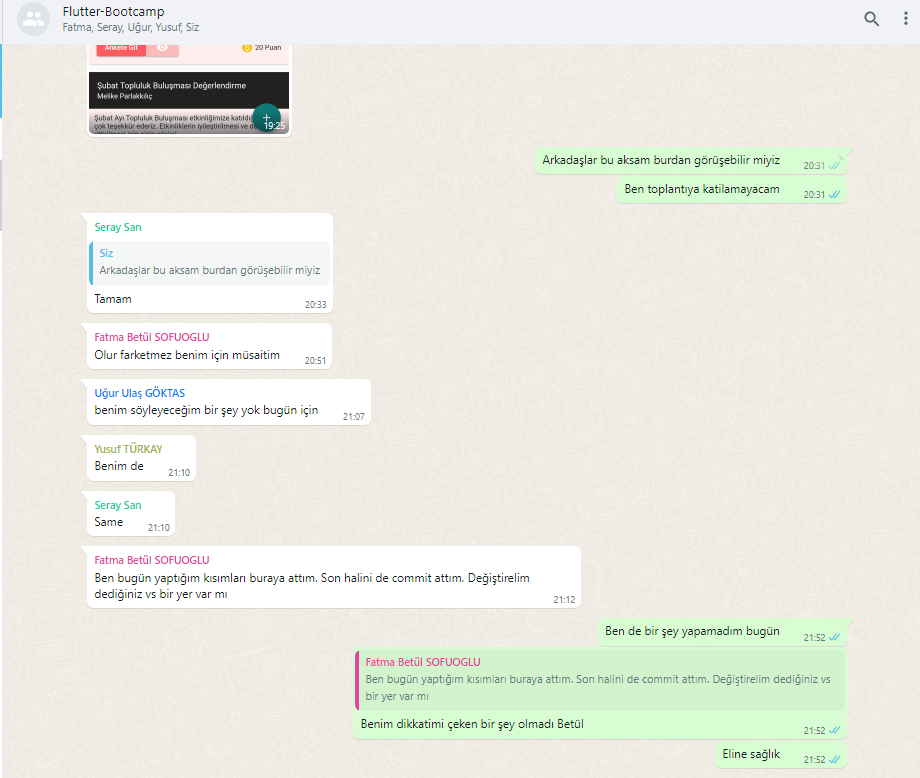 Flutter-Bootcamp
Fatma, Seray, Uğur, Yusuf, Siz
Ankete Git
20 Puan
Şubat Topluluk Buluşması Değerlendirme
Melike Parlakkılıç
Şubat Ayı Topluluk Buluşması etkinliğimize katıldığ
çok teşekkür ederiz. Etkinliklerin iyileştirilmesi ve de
19:25
Arkadaşlar bu aksam burdan görüşebilir miyiz
20:31
Ben toplantıya katilamayacam
20:31
Seray San
Siz
Arkadaşlar bu aksam burdan görüşebilir miyiz
Tamam
20:33
Fatma Betül SOFUOGLU
Olur farketmez benim için müsaitim
20:51
Uğur Ulaş GÖKTAS
benim söyleyeceğim bir şey yok bugün için
21:07
Yusuf TÜRKAY
Benim de
21:10
Seray San
Same
21:10
Fatma Betül SOFUOGLU
Ben bugün yaptığım kısımları buraya attım. Son halini de commit attım. Değiştirelim
dediğiniz vs bir yer var mı
21:12
Ben de bir şey yapamadım bugün
21:52
Fatma Betül SOFUOGLU
Ben bugün yaptığım kısımları buraya attım. Son halini de commit attım. Değiştirelim dediğiniz vs
bir yer var mı
Benim dikkatimi çeken bir şey olmadı Betül
21:52
Eline sağlık
21:52